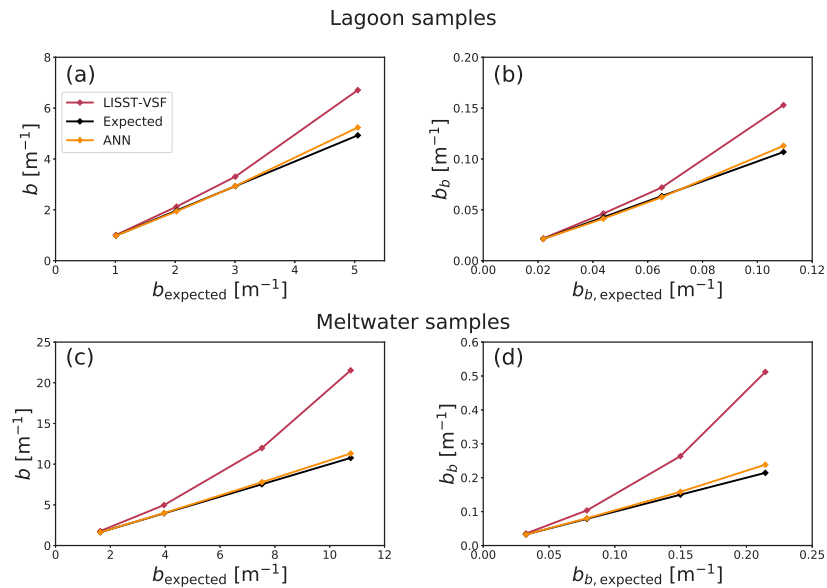 Lagoon samples
(a)
LISST-VSF
Expected
ANN
8
6
4
2
0
b [m⁻¹]
0 1 2 3 4 5
b_expected [m⁻¹]
(b)
0.20
0.15
0.10
0.05
0.00
b_b [m⁻¹]
0.00 0.02 0.04 0.06 0.08 0.10 0.12
b_b, expected [m⁻¹]
Meltwater samples
(c)
25
20
15
10
5
0
b [m⁻¹]
0 2 4 6 8 10 12
b_expected [m⁻¹]
(d)
0.6
0.5
0.4
0.3
0.2
0.1
0.0
b_b [m⁻¹]
0.00 0.05 0.10 0.15 0.20 0.25
b_b, expected [m⁻¹]